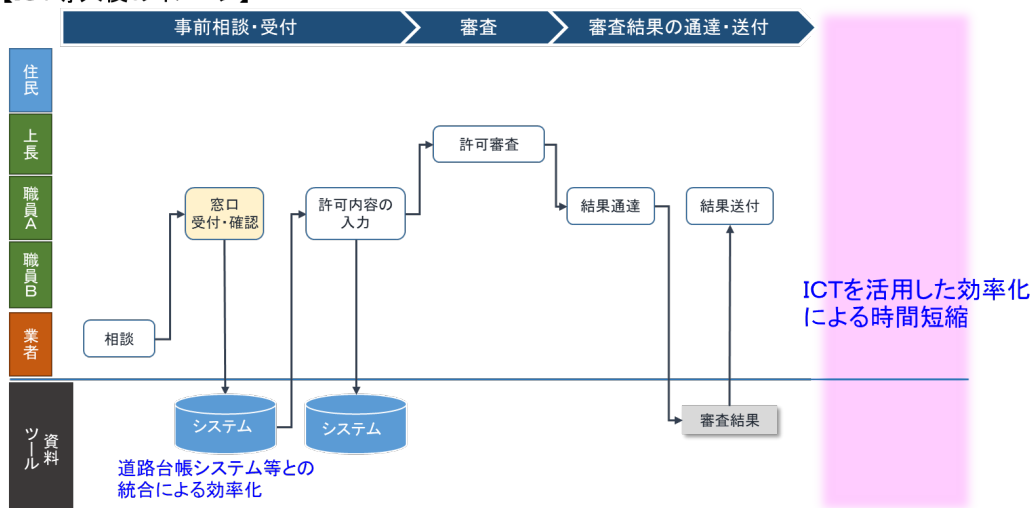 事前相談・受付
審査
審査結果の通達・送付
住民
上長
許可審査
職員A
窓口
受付・確認
許可内容の
入力
結果通達
結果送付
職員B
ICTを活用した効率化
による時間短縮
業者
相談
資料
ツール
システム
システム
審査結果
道路台帳システム等との
統合による効率化